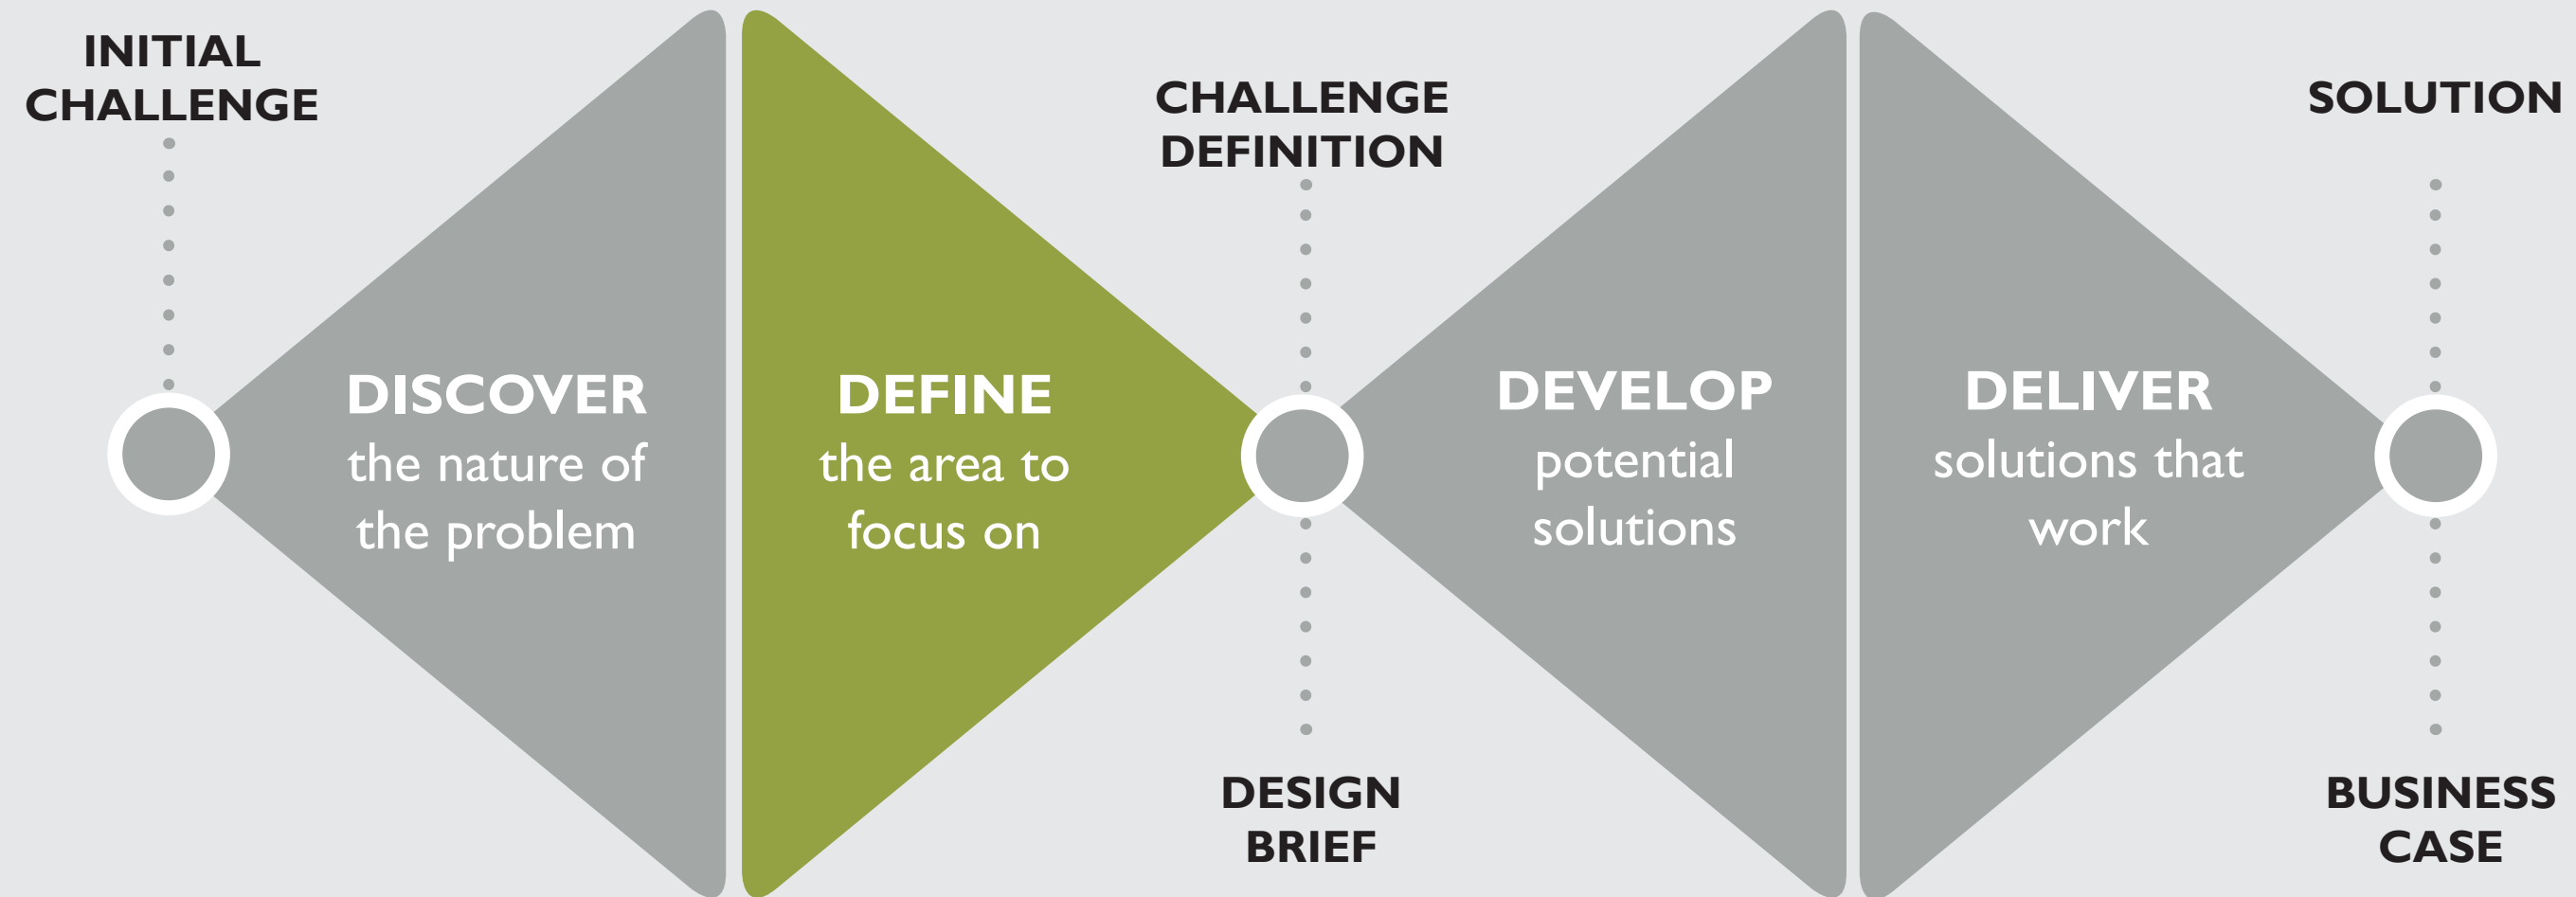 INITIAL
CHALLENGE
DISCOVER
the nature of
the problem
DEFINE
the area to
focus on
CHALLENGE
DEFINITION
DESIGN
BRIEF
DEVELOP
potential
solutions
DELIVER
solutions that
work
SOLUTION
BUSINESS
CASE